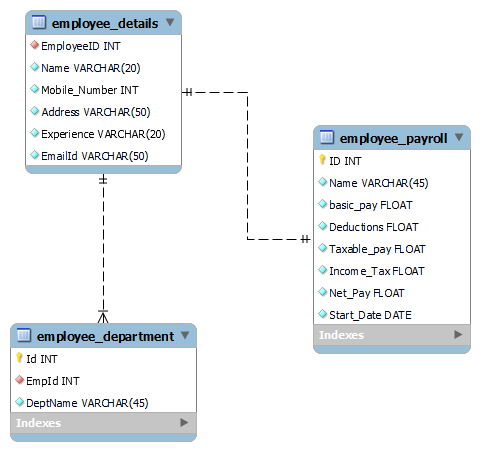 employee_details
EmployeeID INT
Name VARCHAR(20)
Mobile_Number INT
Address VARCHAR(50)
Experience VARCHAR(20)
EmailId VARCHAR(50)
employee_payroll
ID INT
Name VARCHAR(45)
basic_pay FLOAT
Deductions FLOAT
Taxable_pay FLOAT
Income_Tax FLOAT
Net_Pay FLOAT
Start_Date DATE
Indexes
employee_department
Id INT
EmpId INT
DeptName VARCHAR(45)
Indexes